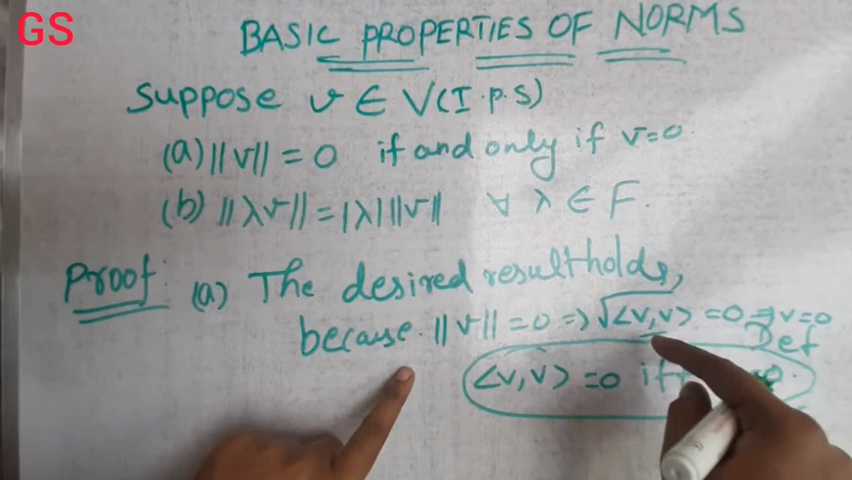 GS
BASIC PROPERTIES OF NORMS
Suppose v ∈ V(I.P.S)
(a) ||v|| = 0 if and only if v=0.
(b) ||λv|| = |λ| ||v|| ∀ λ ∈ F.
Proof: (a) The desired result holds,
because ||v|| = 0 => √<v,v> = 0 => v=0
Def
<v,v> = 0